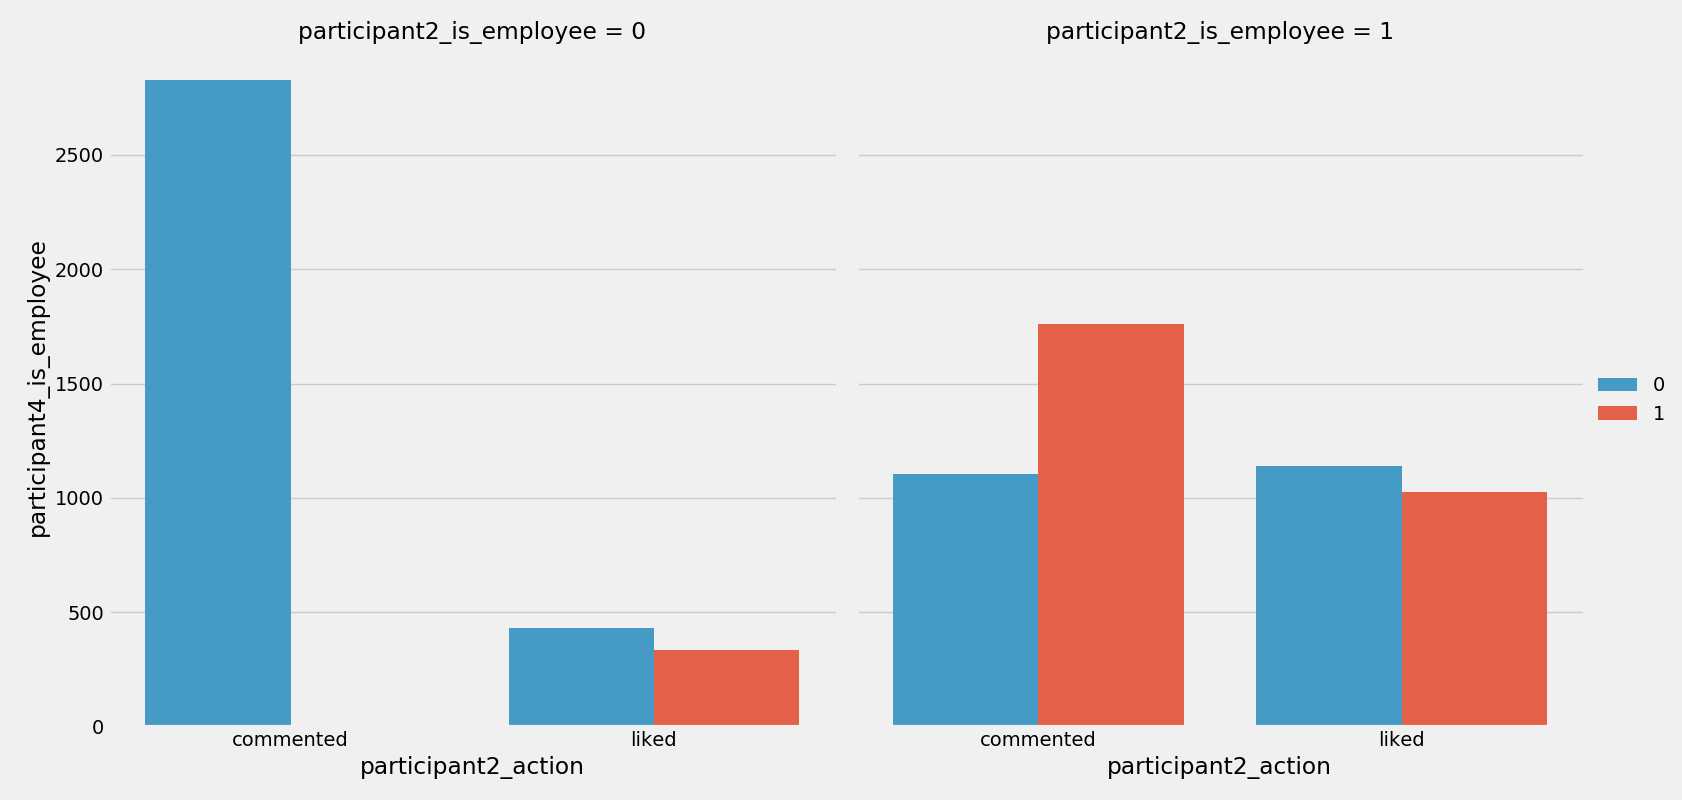 participant2_is_employee = 0
participant2_is_employee = 1
participant4_is_employee
2500
2000
1500
1000
500
0
commented
liked
commented
liked
participant2_action
participant2_action
0
1